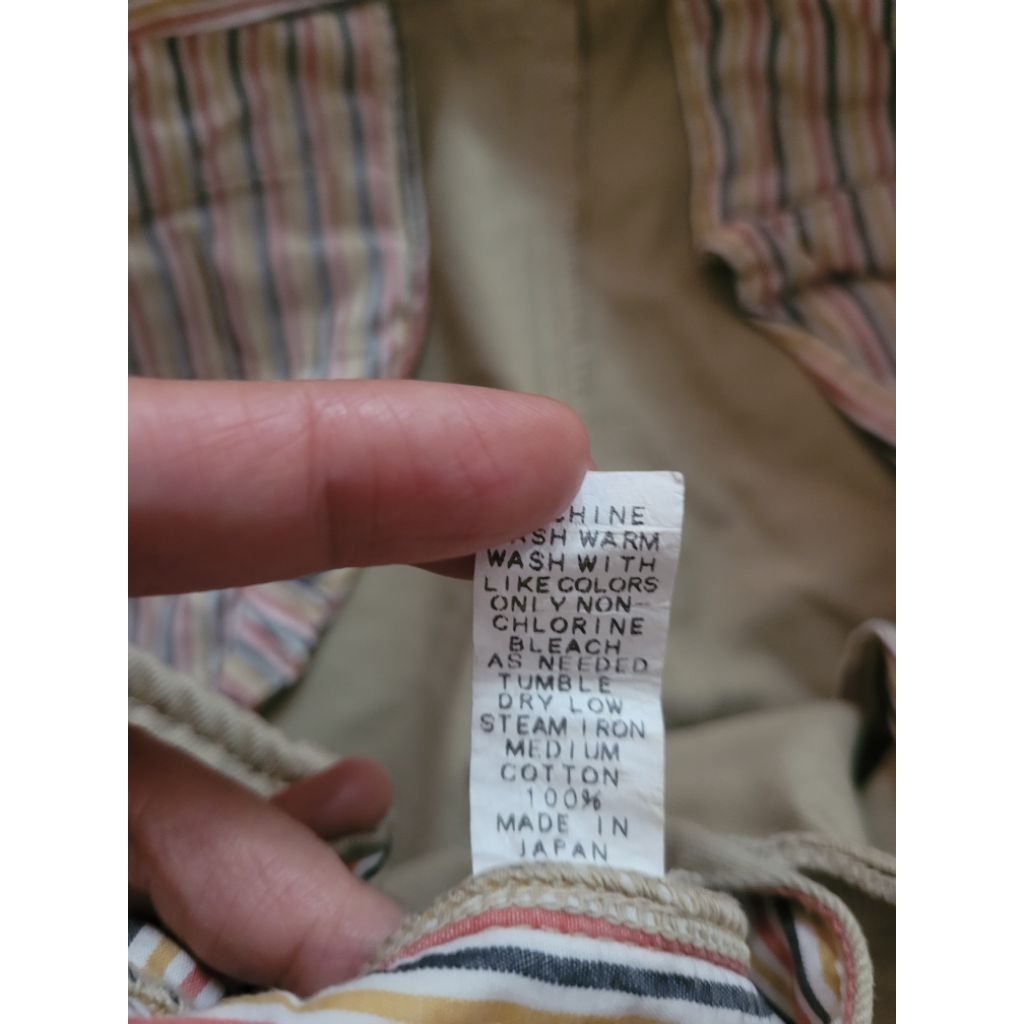 WASH WARM
WASH WITH
LIKE COLORS
ONLY NON-
CHLORINE
BLEACH
AS NEEDED
TUMBLE
DRY LOW
STEAM IRON
MEDIUM
COTTON
100%
MADE IN
JAPAN